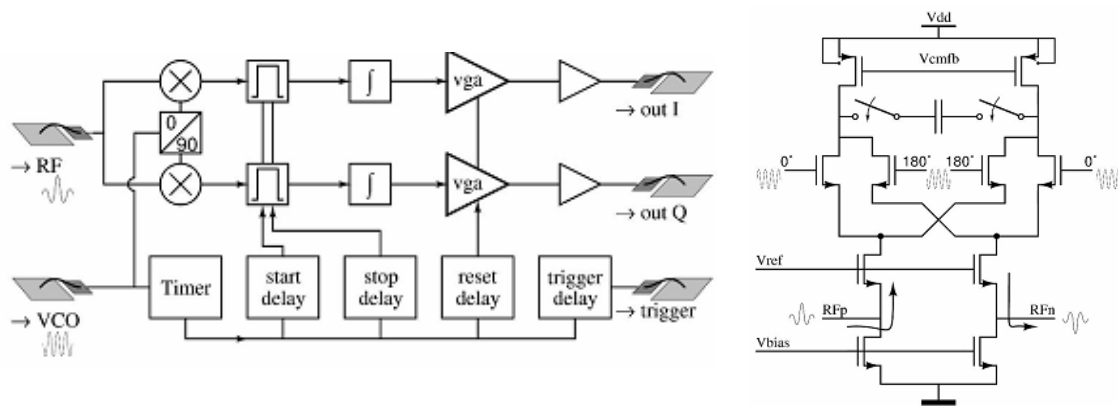 vga
→ out I
0
90
→ RF
vga
→ out Q
Timer
start
delay
stop
delay
reset
delay
trigger
delay
→ VCO
→ trigger
Vdd
Vcmfb
0° 180° 180° 0°
Vref
RFp RFn
Vbias